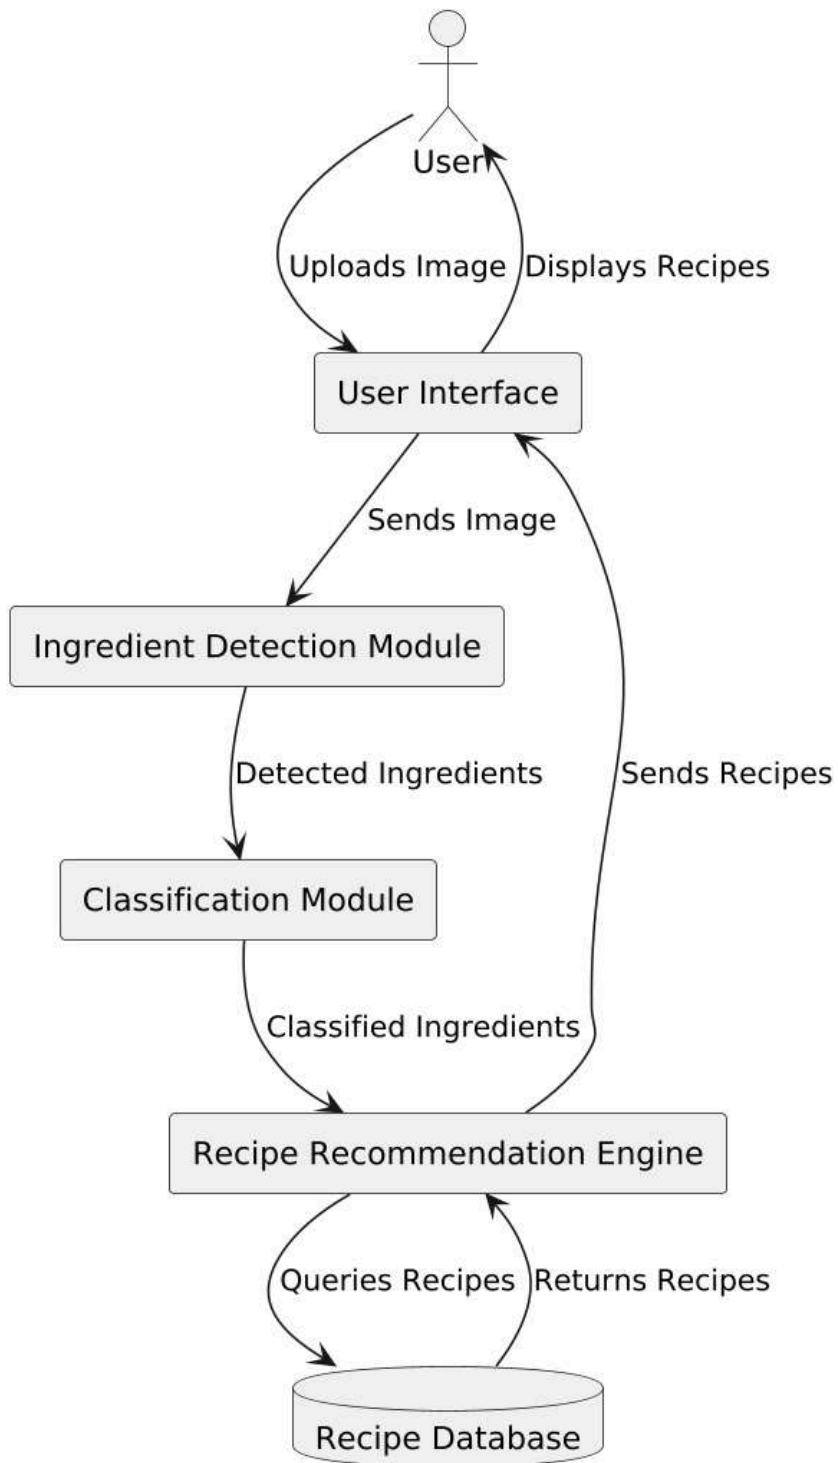 User
Uploads Image
Displays Recipes
User Interface
Sends Image
Ingredient Detection Module
Detected Ingredients
Sends Recipes
Classification Module
Classified Ingredients
Recipe Recommendation Engine
Queries Recipes
Returns Recipes
Recipe Database